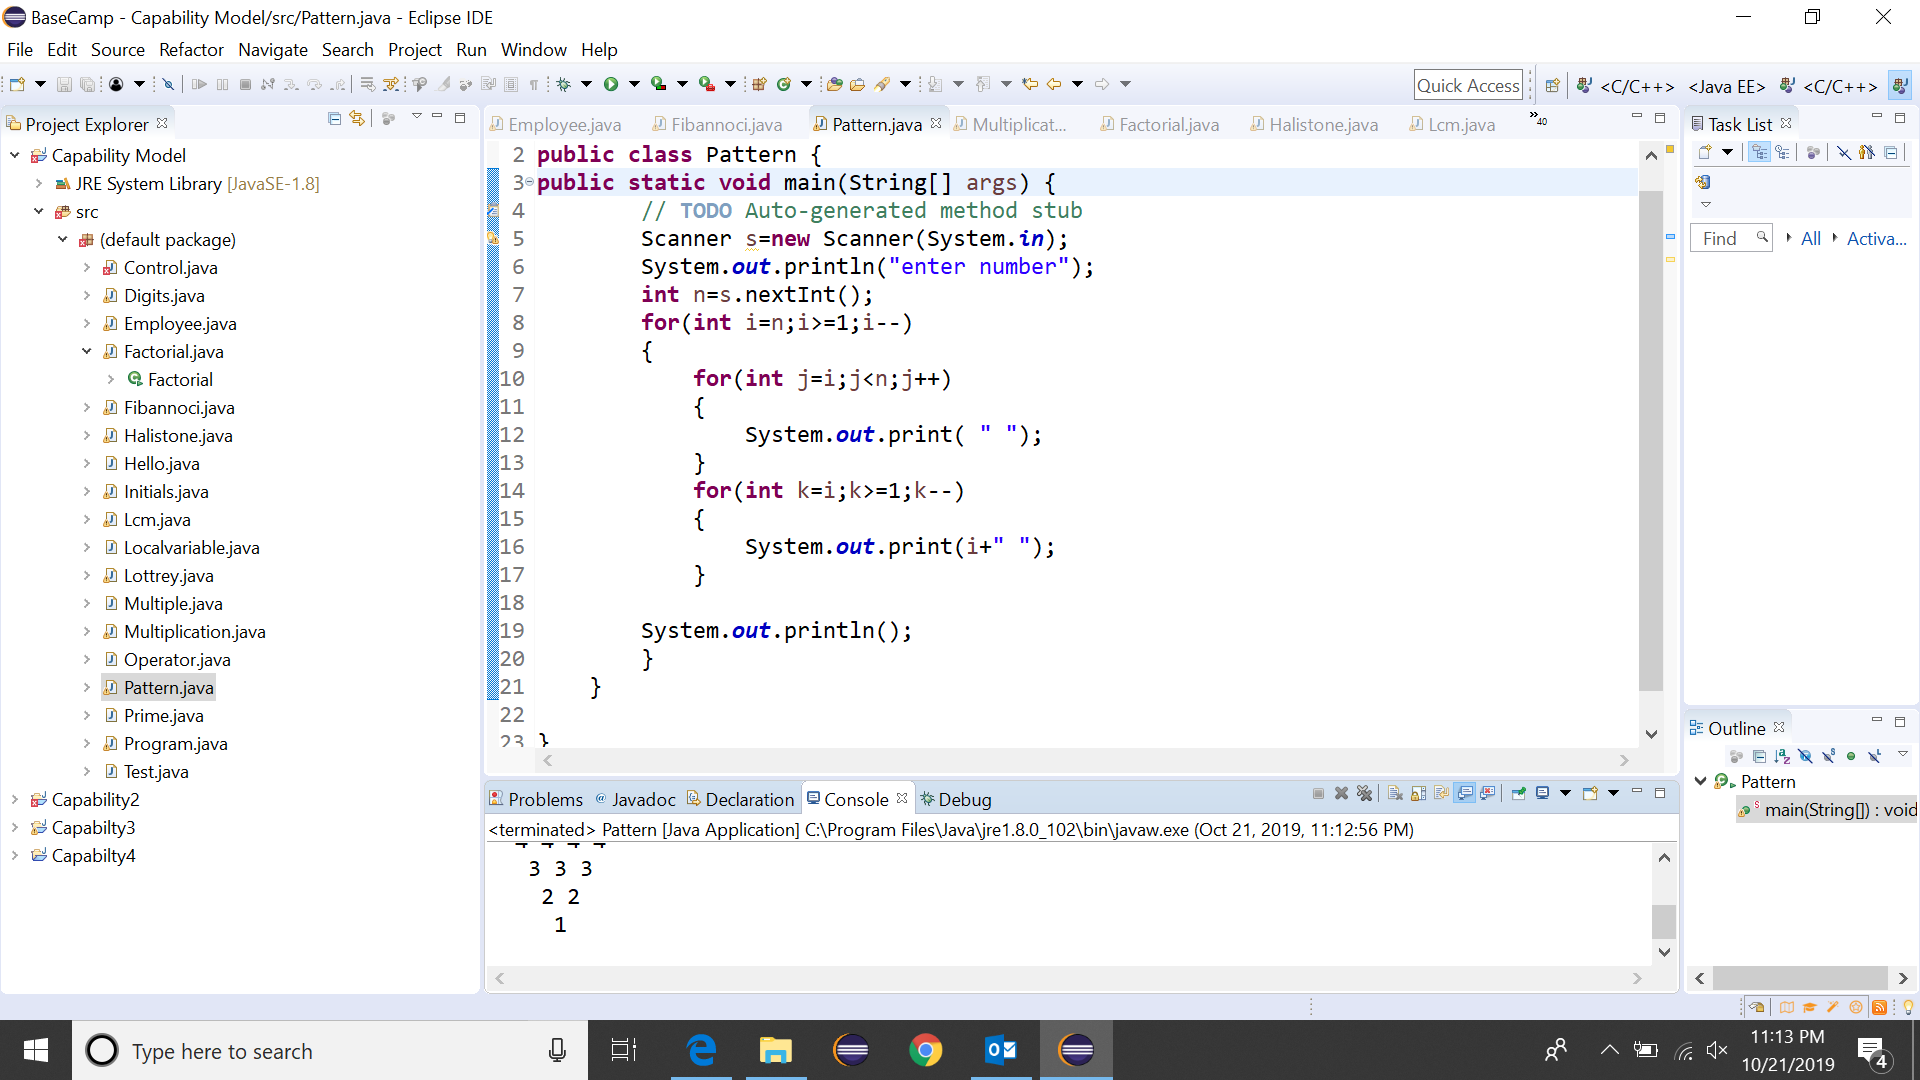 BaseCamp - Capability Model/src/Pattern.java - Eclipse IDE
File Edit Source Refactor Navigate Search Project Run Window Help
Quick Access
<C/C++> <Java EE> <C/C++>
Project Explorer
Capability Model
JRE System Library [JavaSE-1.8]
src
(default package)
Control.java
Digits.java
Employee.java
Factorial.java
Factorial
Fibannoci.java
Halistone.java
Hello.java
Initials.java
Lcm.java
Localvariable.java
Lottrey.java
Multiple.java
Multiplication.java
Operator.java
Pattern.java
Prime.java
Program.java
Test.java
Capability2
Capabilty3
Capabilty4
Employee.java Fibannoci.java Pattern.java Multiplicat... Factorial.java Halistone.java Lcm.java »40
2 public class Pattern {
3 public static void main(String[] args) {
4 // TODO Auto-generated method stub
5 Scanner s=new Scanner(System.in);
6 System.out.println("enter number");
7 int n=s.nextInt();
8 for(int i=n;i>=1;i--)
9 {
10 for(int j=i;j<n;j++)
11 {
12 System.out.print( " ");
13 }
14 for(int k=i;k>=1;k--)
15 {
16 System.out.print(i+" ");
17 }
18
19 System.out.println();
20 }
21 }
22
23 }
Problems @ Javadoc Declaration Console Debug
<terminated> Pattern [Java Application] C:\Program Files\Java\jre1.8.0_102\bin\javaw.exe (Oct 21, 2019, 11:12:56 PM)
4 4 4 4
3 3 3
2 2
1
Task List
Find All Activa...
Outline
Pattern
main(String[]) : void
Type here to search
11:13 PM
10/21/2019
4